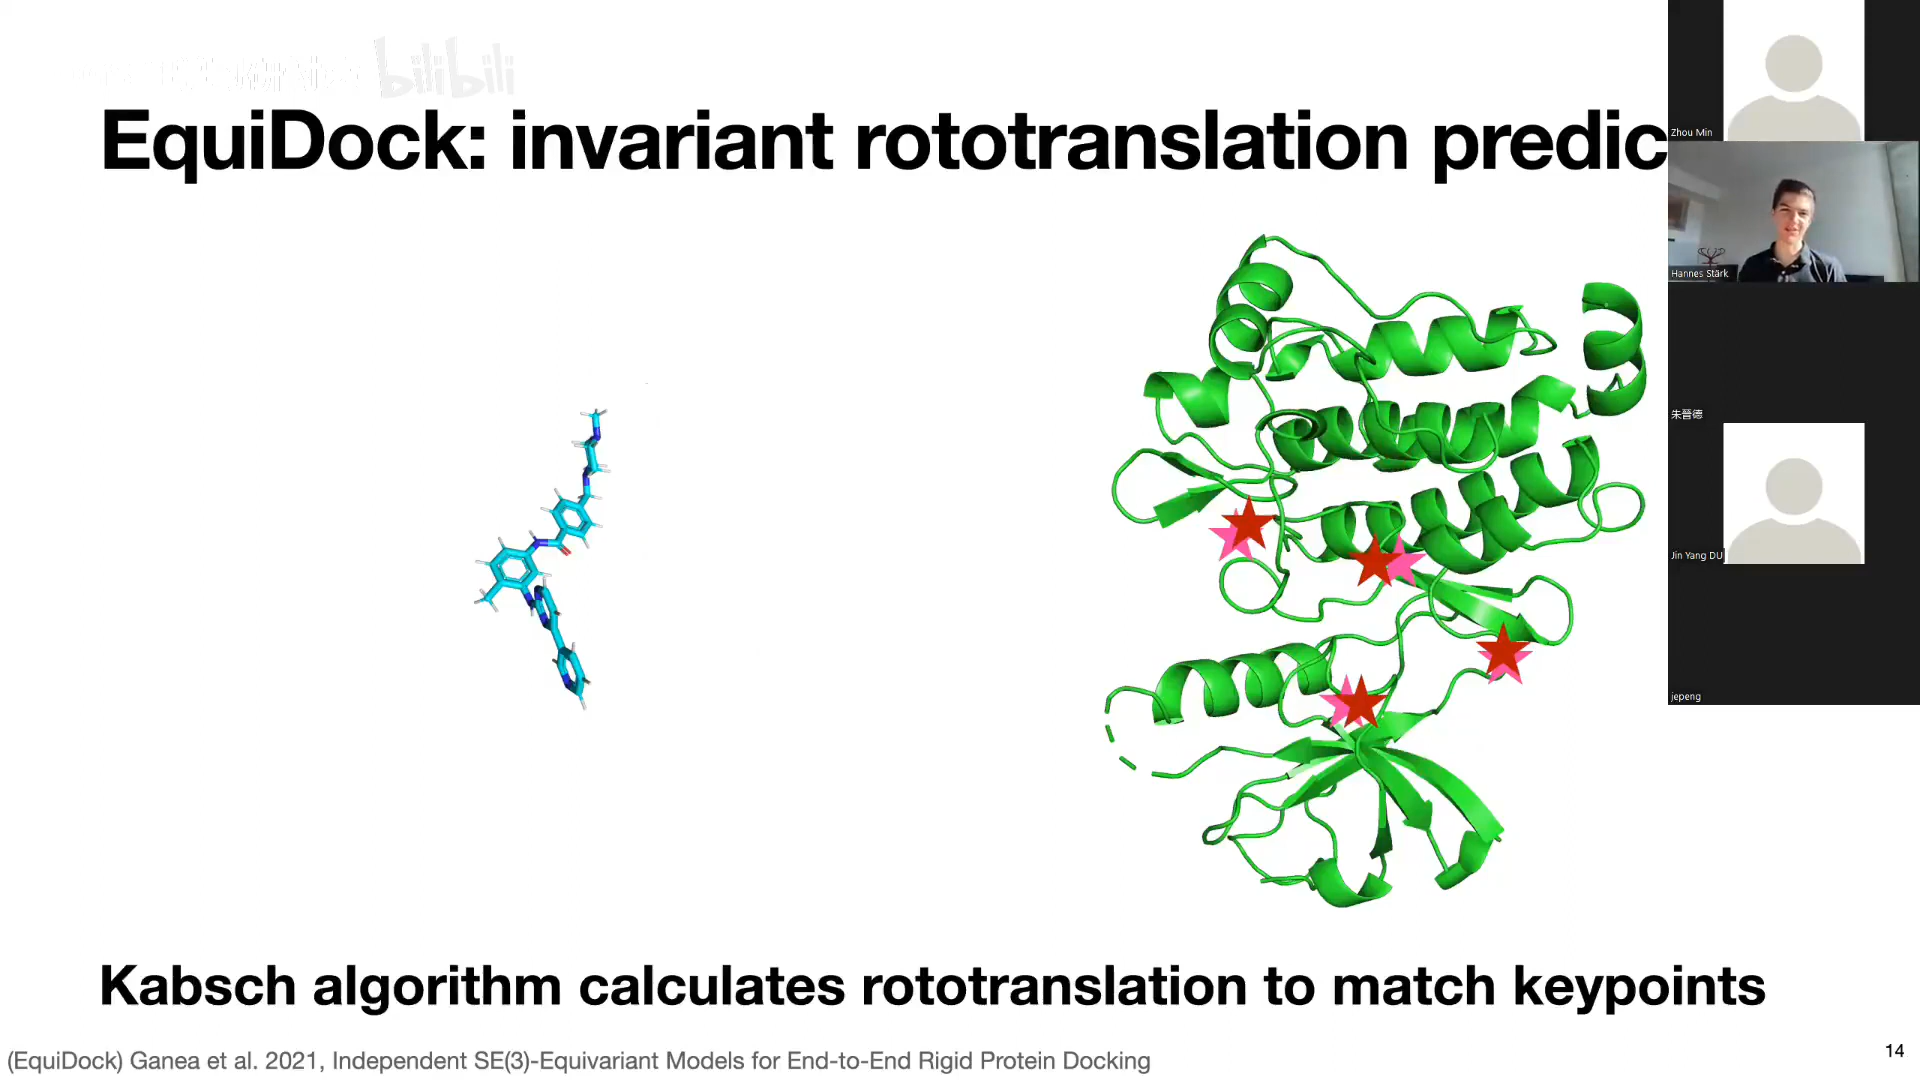 bilibili
EquiDock: invariant rototranslation predic
Zhou Min
Hannes Stärk
朱晉德
Jin Yang DU
jepeng
Kabsch algorithm calculates rototranslation to match keypoints
(EquiDock) Ganea et al. 2021, Independent SE(3)-Equivariant Models for End-to-End Rigid Protein Docking
14